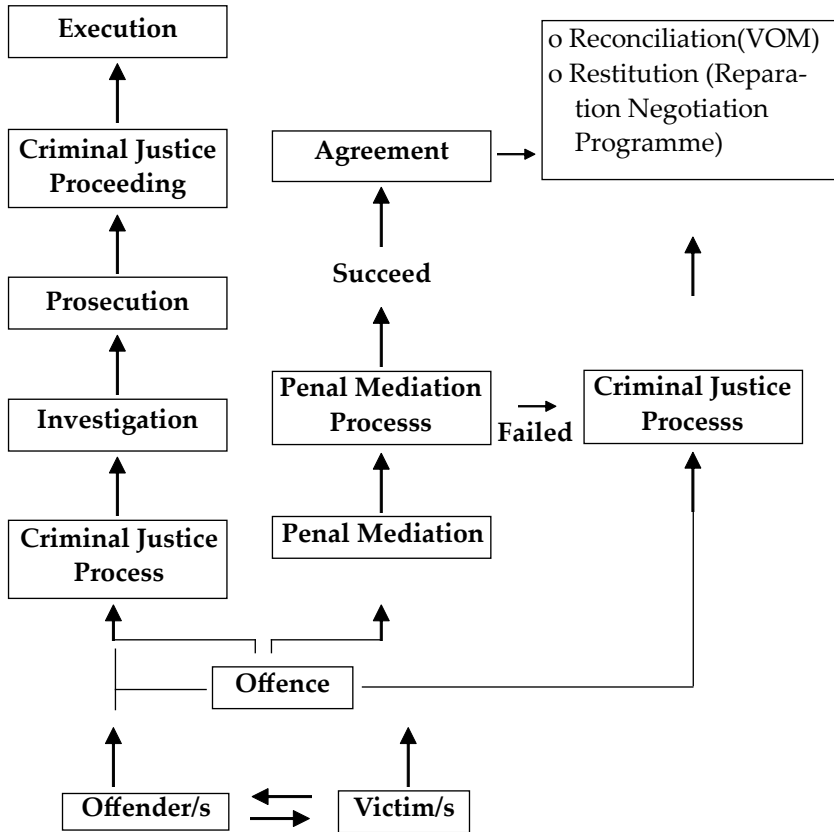 Execution
o Reconciliation(VOM)
o Restitution (Repara-
tion Negotiation
Programme)
Criminal Justice
Proceeding
Agreement
Succeed
Prosecution
Penal Mediation
Processs
Failed
Criminal Justice
Processs
Investigation
Criminal Justice
Process
Penal Mediation
Offence
Offender/s
Victim/s